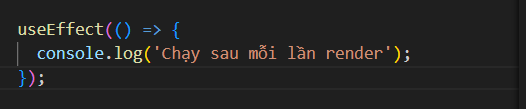 useEffect(() => {
  console.log('Chạy sau mỗi lần render');
});